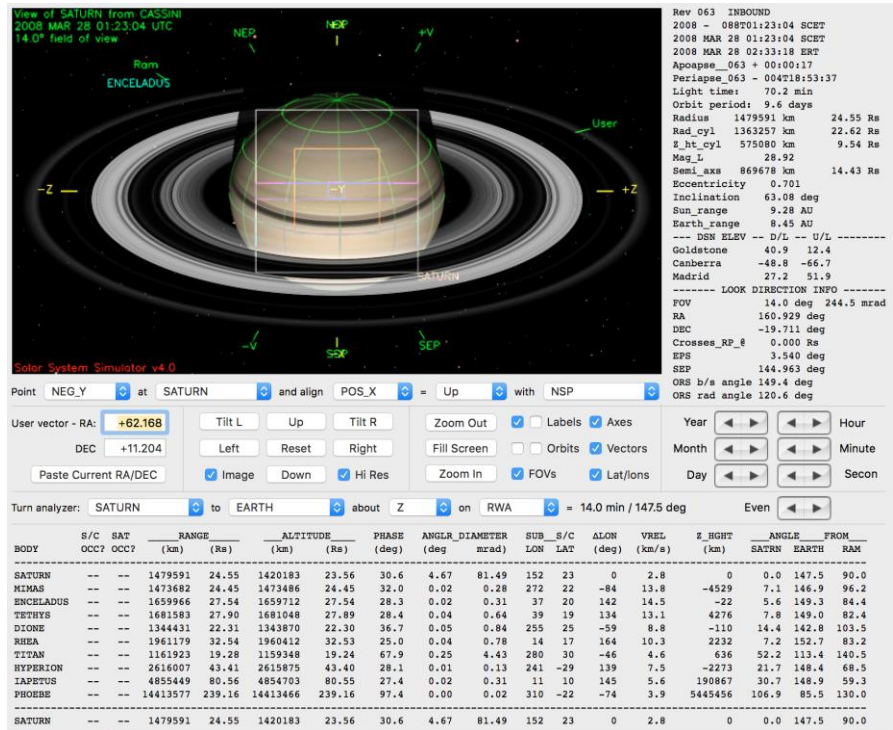 View of SATURN from CASSINI
2008 MAR 28 01:23:04 UTC
14.0° field of view
NEP
+V
Ram
ENCELADUS
User
-Z
-Y
+Z
SATURN
-V
SEP
Solar System Simulator v4.0
Rev 063 INBOUND
2008 - 088T01:23:04 SCET
2008 MAR 28 01:23:04 SCET
2008 MAR 28 02:33:18 ERT
Apoapse__063 + 00:00:17
Periapse_063 - 004T18:53:37
Light time: 70.2 min
Orbit period: 9.6 days
Radius 1479591 km 24.55 Rs
Rad_cyl 1363257 km 22.62 Rs
Z_ht_cyl 575080 km 9.54 Rs
Mag_L 28.92
Semi_axs 869678 km 14.43 Rs
Eccentricity 0.701
Inclination 63.08 deg
Sun_range 9.28 AU
Earth_range 8.45 AU
--- DSN ELEV -- D/L -- U/L --------
Goldstone 40.9 12.4
Canberra -48.8 -66.7
Madrid 27.2 51.9
------- LOOK DIRECTION INFO -------
FOV 14.0 deg 244.5 mrad
RA 160.929 deg
DEC -19.711 deg
Crosses_RP_@ 0.000 Rs
EPS 3.540 deg
SEP 144.963 deg
ORS b/s angle 149.4 deg
ORS rad angle 120.6 deg
Point NEG_Y at SATURN and align POS_X = Up with NSP
User vector - RA: +62.168 Tilt L Up Tilt R Zoom Out Labels Axes Year Hour
DEC +11.204 Left Reset Right Fill Screen Orbits Vectors Month Minute
Paste Current RA/DEC Image Down Hi Res Zoom In FOVs Lat/lons Day Secon
Turn analyzer: SATURN to EARTH about Z on RWA = 14.0 min / 147.5 deg Even
S/C SAT ____RANGE____ ___ALTITUDE____ PHASE ANGLR_DIAMETER SUB__S/C ΔLON VREL Z_HGHT ____ANGLE___FROM____
BODY OCC? OCC? (km) (Rs) (km) (Rs) (deg) (deg mrad) LON LAT (deg) (km/s) (km) SATRN EARTH RAM
SATURN -- -- 1479591 24.55 1420183 23.56 30.6 4.67 81.49 152 23 0 2.8 0 0.0 147.5 90.0
MIMAS -- -- 1473682 24.45 1473486 24.45 32.0 0.02 0.28 272 22 -84 13.8 -4529 7.1 146.9 96.2
ENCELADUS -- -- 1659966 27.54 1659712 27.54 28.3 0.02 0.31 37 20 142 14.5 -22 5.6 149.3 84.4
TETHYS -- -- 1681583 27.90 1681048 27.89 28.4 0.04 0.64 39 19 134 13.1 4276 7.8 149.0 82.4
DIONE -- -- 1344431 22.31 1343870 22.30 36.7 0.05 0.84 255 25 -59 8.8 -110 14.4 142.8 103.5
RHEA -- -- 1961179 32.54 1960412 32.53 25.0 0.04 0.78 14 17 164 10.3 2232 7.2 152.7 83.2
TITAN -- -- 1161923 19.28 1159348 19.24 67.9 0.25 4.43 280 30 -46 4.6 636 52.2 113.4 140.5
HYPERION -- -- 2616007 43.41 2615875 43.40 28.1 0.01 0.13 241 -29 139 7.5 -2273 21.7 148.4 68.5
IAPETUS -- -- 4855449 80.56 4854703 80.55 27.4 0.02 0.31 11 10 145 5.6 190867 30.7 148.9 59.3
PHOEBE -- -- 14413577 239.16 14413466 239.16 97.4 0.00 0.02 310 -22 -74 3.9 5445456 106.9 85.5 130.0
SATURN -- -- 1479591 24.55 1420183 23.56 30.6 4.67 81.49 152 23 0 2.8 0 0.0 147.5 90.0